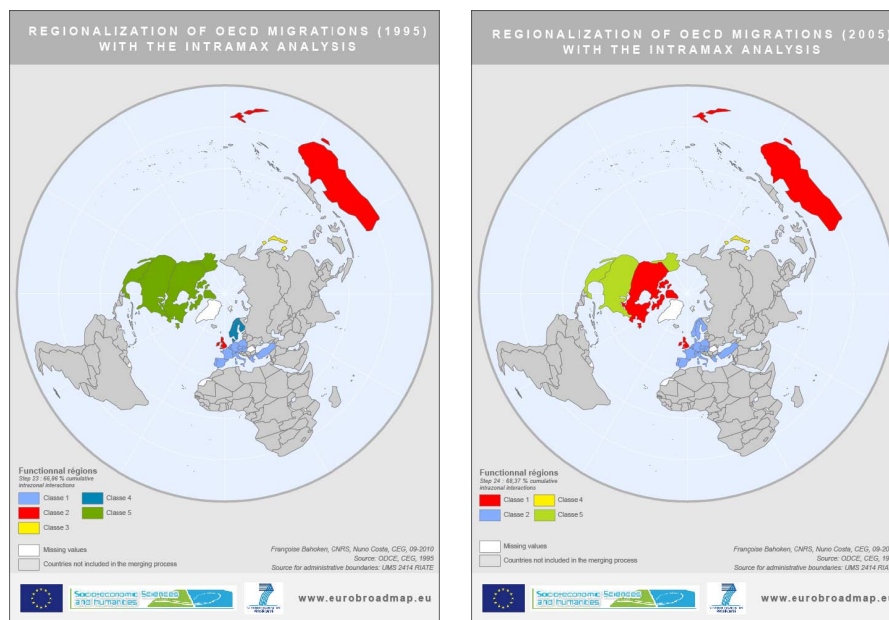 REGIONALIZATION OF OECD MIGRATIONS (1995)
WITH THE INTRAMAX ANALYSIS
Functionnal régions
Step 23 : 66,96 % cumulative
intrazonal interactions
Classe 1
Classe 4
Classe 2
Classe 5
Classe 3
Missing values
Countries not included in the merging process
Françoise Bahoken, CNRS, Nuno Costa, CEG, 09-2010
Source: ODCE, CEG, 1995
Source for administrative boundaries: UMS 2414 RIATE
Socioeconomic Sciences
and humanities
www.eurobroadmap.eu
REGIONALIZATION OF OECD MIGRATIONS (2005)
WITH THE INTRAMAX ANALYSIS
Functionnal régions
Step 24 : 68,37 % cumulative
intrazonal interactions
Classe 1
Classe 4
Classe 2
Classe 5
Missing values
Countries not included in the merging process
Françoise Bahoken, CNRS, Nuno Costa, CEG, 09-20
Source: ODCE, CEG, 19
Source for administrative boundaries: UMS 2414 RIA
Socioeconomic Sciences
and humanities
www.eurobroadmap.e